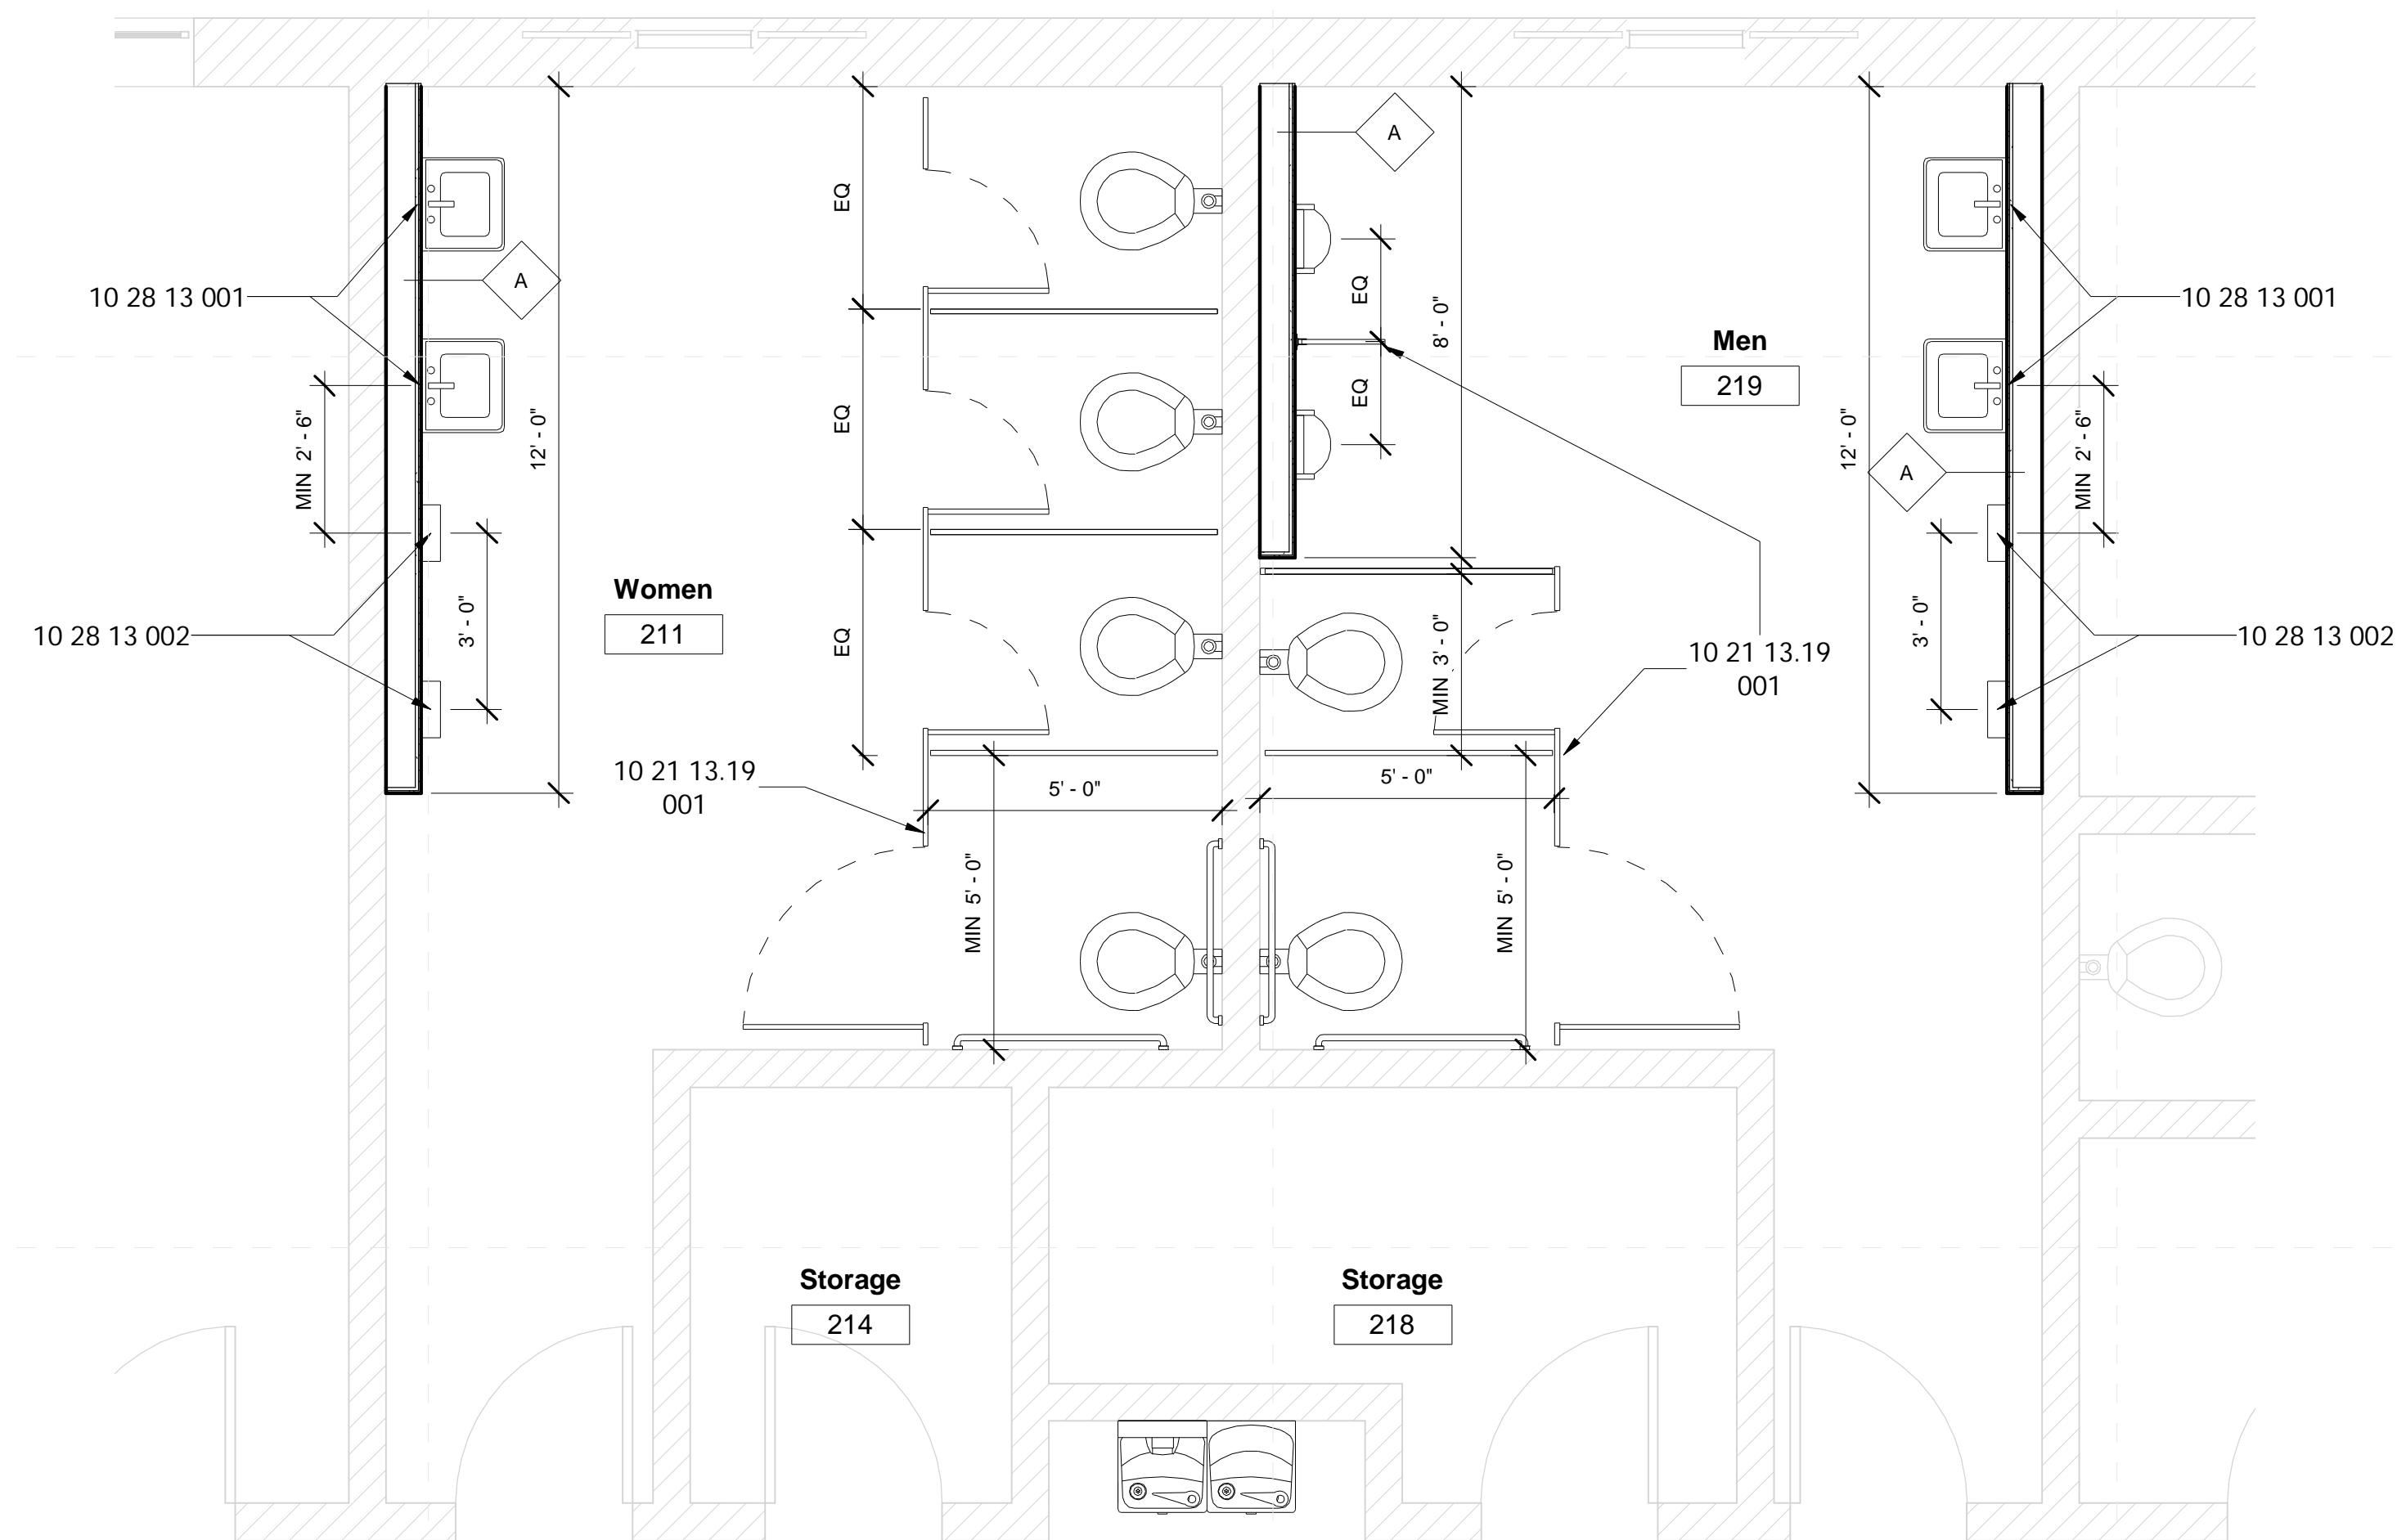 A
EQ
A
10 28 13 001
10 28 13 001
EQ
8' - 0"
Men
219
EQ
EQ
MIN 2' - 6"
12' - 0"
EQ
12' - 0"
MIN 2' - 6"
A
Women
211
3' - 0"
10 28 13 002
EQ
MIN 3' - 0"
10 21 13.19
001
3' - 0"
10 28 13 002
10 21 13.19
001
5' - 0"
5' - 0"
MIN 5' - 0"
MIN 5' - 0"
Storage
214
Storage
218